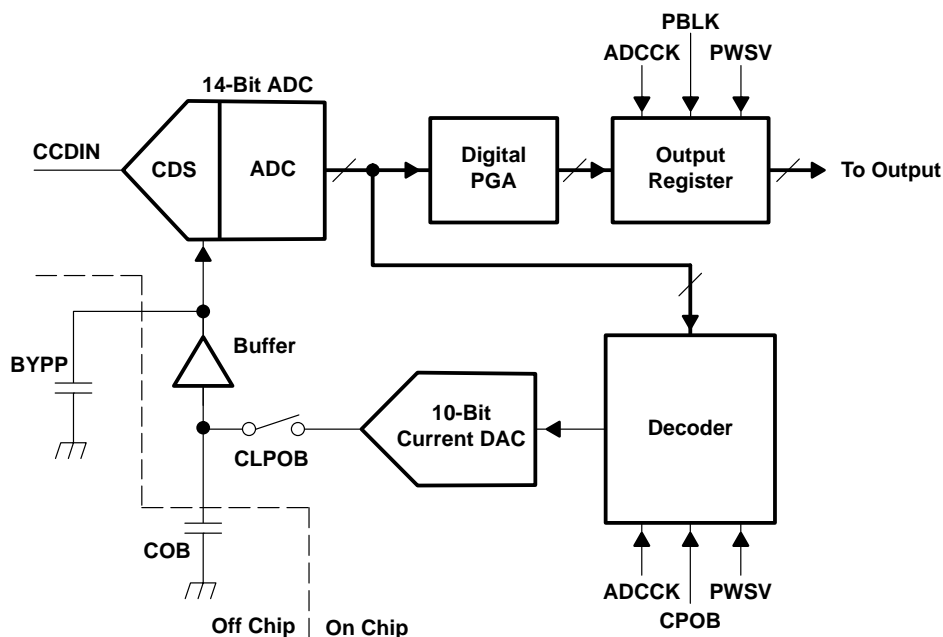 PBLK
ADCCK
PWSV
14-Bit ADC
CCDIN
CDS
ADC
Digital
PGA
Output
Register
To Output
Buffer
BYPP
10-Bit
Current DAC
Decoder
CLPOB
COB
ADCCK
PWSV
CPOB
Off Chip
On Chip